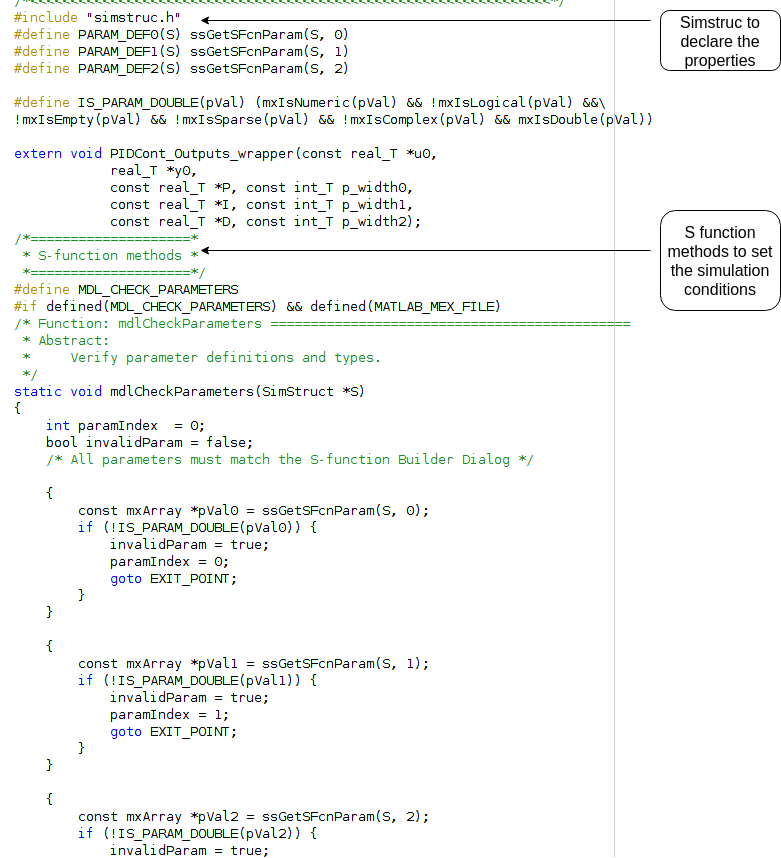 #include "simstruc.h"
#define PARAM_DEF0(S) ssGetSFcnParam(S, 0)
#define PARAM_DEF1(S) ssGetSFcnParam(S, 1)
#define PARAM_DEF2(S) ssGetSFcnParam(S, 2)
#define IS_PARAM_DOUBLE(pVal) (mxIsNumeric(pVal) && !mxIsLogical(pVal) &&\
!mxIsEmpty(pVal) && !mxIsSparse(pVal) && !mxIsComplex(pVal) && mxIsDouble(pVal))
extern void PIDCont_Outputs_wrapper(const real_T *u0,
real_T *y0,
const real_T *P, const int_T p_width0,
const real_T *I, const int_T p_width1,
const real_T *D, const int_T p_width2);
/*====================*
* S-function methods *
*====================*/
#define MDL_CHECK_PARAMETERS
#if defined(MDL_CHECK_PARAMETERS) && defined(MATLAB_MEX_FILE)
/* Function: mdlCheckParameters =============================================
* Abstract:
*     Verify parameter definitions and types.
*/
static void mdlCheckParameters(SimStruct *S)
{
int paramIndex  = 0;
bool invalidParam = false;
/* All parameters must match the S-function Builder Dialog */
{
const mxArray *pVal0 = ssGetSFcnParam(S, 0);
if (!IS_PARAM_DOUBLE(pVal0)) {
invalidParam = true;
paramIndex = 0;
goto EXIT_POINT;
}
}
{
const mxArray *pVal1 = ssGetSFcnParam(S, 1);
if (!IS_PARAM_DOUBLE(pVal1)) {
invalidParam = true;
paramIndex = 1;
goto EXIT_POINT;
}
}
{
const mxArray *pVal2 = ssGetSFcnParam(S, 2);
if (!IS_PARAM_DOUBLE(pVal2)) {
invalidParam = true;
Simstruc to
declare the
properties
S function
methods to set
the simulation
conditions